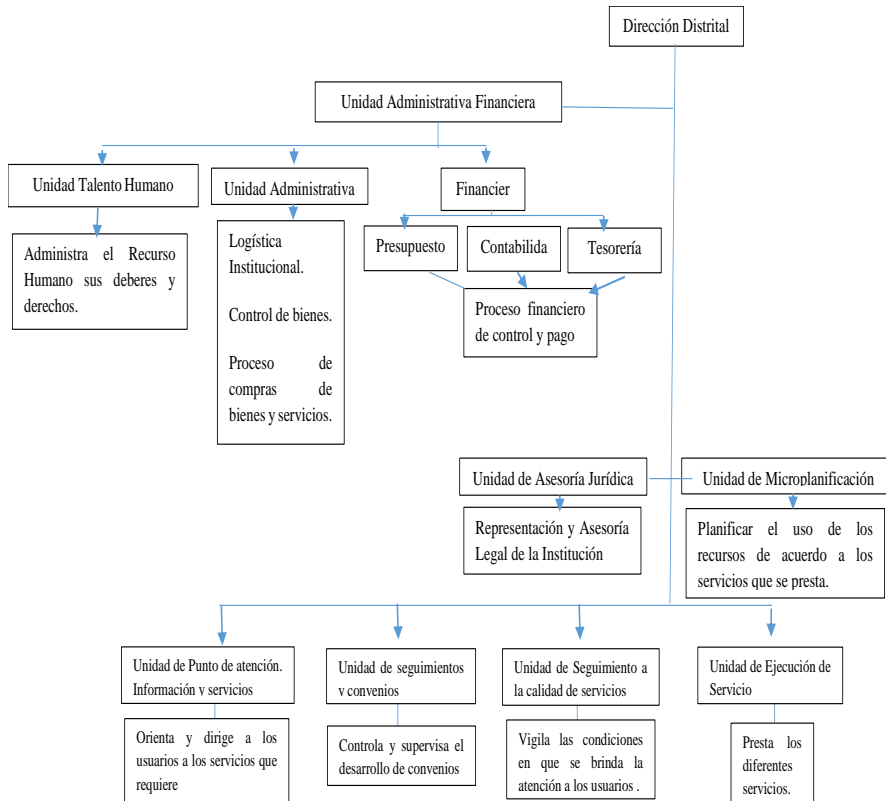 Dirección Distrital
Unidad Administrativa Financiera
Unidad Talento Humano
Unidad Administrativa
Financier
Administra el Recurso
Humano sus deberes y
derechos.
Logística
Institucional.
Control de bienes.
Proceso de
compras de
bienes y servicios.
Presupuesto
Contabilida
Tesorería
Proceso financiero
de control y pago
Unidad de Asesoría Jurídica
Unidad de Microplanificación
Representación y Asesoría
Legal de la Institución
Planificar el uso de los
recursos de acuerdo a los
servicios que se presta.
Unidad de Punto de atención.
Información y servicios
Unidad de seguimientos
y convenios
Unidad de Seguimiento a
la calidad de servicios
Unidad de Ejecución de
Servicio
Orienta y dirige a los
usuarios a los servicios que
requiere
Controla y supervisa el
desarrollo de convenios
Vigila las condiciones
en que se brinda la
atención a los usuarios .
Presta los
diferentes
servicios.